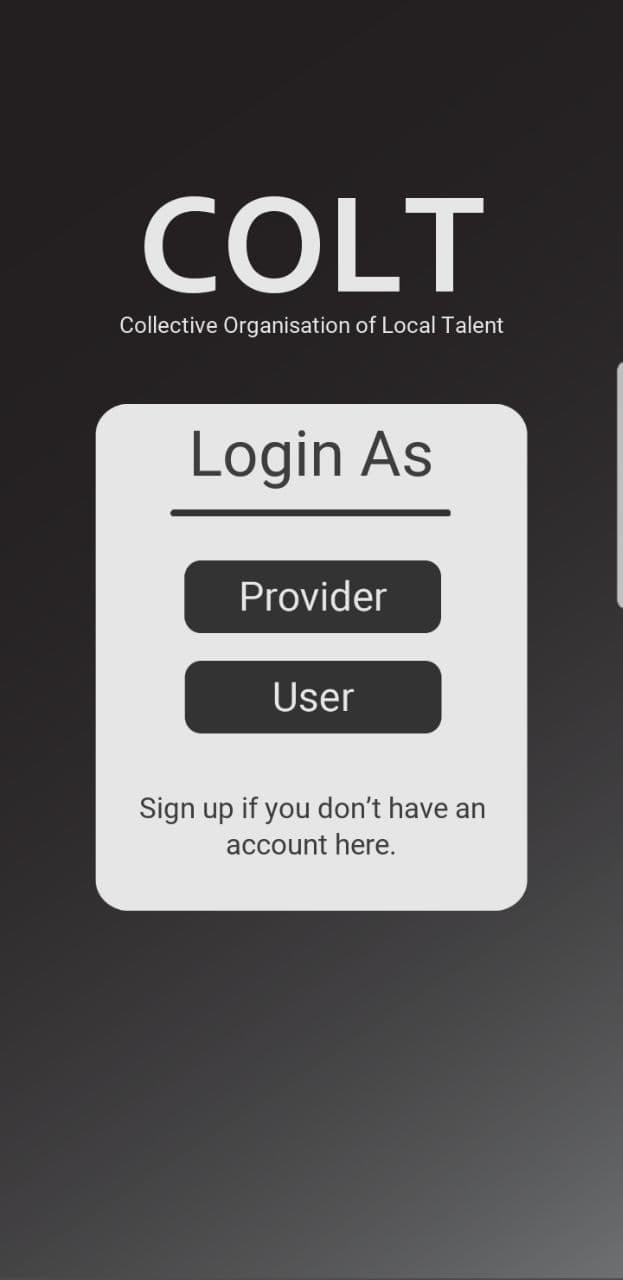 COLT
Collective Organisation of Local Talent
Login As
Provider
User
Sign up if you don’t have an
account here.